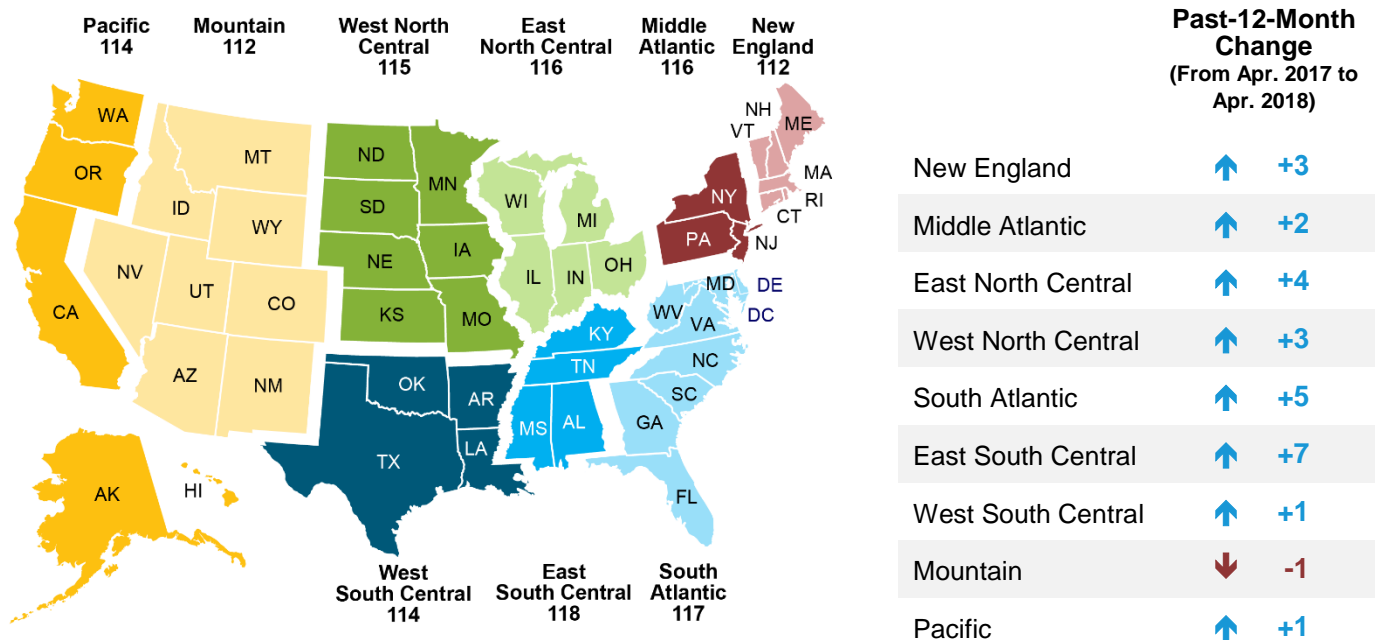 Pacific
114
Mountain
112
West North
Central
115
East
North Central
116
Middle
Atlantic
116
New
England
112
WA
OR
CA
AK
HI
MT
ID
WY
NV
UT
CO
AZ
NM
ND
SD
NE
KS
MN
IA
MO
WI
MI
IL
IN
OH
NY
PA
NJ
NH
VT
ME
MA
RI
CT
OK
AR
TX
LA
KY
TN
MS
AL
MD
DE
DC
WV
VA
NC
SC
GA
FL
West
South Central
114
East
South Central
118
South
Atlantic
117
Past-12-Month
Change
(From Apr. 2017 to
Apr. 2018)
New England +3
Middle Atlantic +2
East North Central +4
West North Central +3
South Atlantic +5
East South Central +7
West South Central +1
Mountain -1
Pacific +1